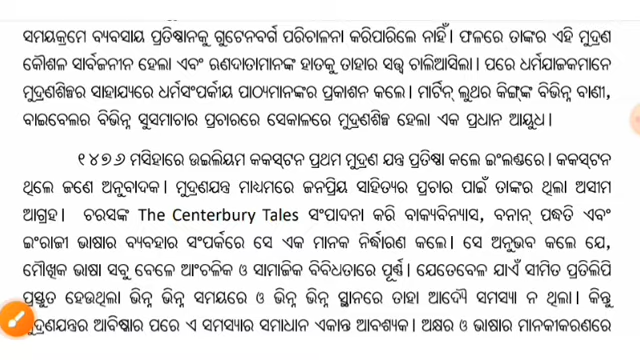 ସମୟକ୍ରମେ ବ୍ୟବସାୟ ପ୍ରତିଷ୍ଠାନକୁ ଗୁଟେନବର୍ଗ ପରିଚାଳନା କରିପାରିଲେ ନାହିଁ। ଫଳରେ ତାଙ୍କର ଏହି ମୁଦ୍ରଣ
କୌଶଳ ସାର୍ବଜନୀନ ହେଲା ଏବଂ ଋଣଦାତାମାନଙ୍କ ହାତକୁ ତାହାର ସତ୍ତ୍ୱ ଚାଲିଆସିଲା। ପରେ ଧର୍ମଯାଜକମାନେ
ମୁଦ୍ରଣଶିଳ୍ପର ସାହାଯ୍ୟରେ ଧର୍ମସଂପର୍କୀୟ ପାଠ୍ୟମାନଙ୍କର ପ୍ରକାଶନ କଲେ। ମାର୍ଟିନ୍ ଲୁଥର କିଙ୍ଗ୍‌ଙ୍କ ବିଭିନ୍ନ ବାଣୀ,
ବାଇବେଲର ବିଭିନ୍ନ ସୁସମାଚାର ପ୍ରଚାରରେ ସେକାଳରେ ମୁଦ୍ରଣଶିଳ୍ପ ହେଲା ଏକ ପ୍ରଧାନ ଆୟୁଧ।
୧୪୭୬ ମସିହାରେ ଉଇଲିୟମ କକସ୍‌ଟନ ପ୍ରଥମ ମୁଦ୍ରଣ ଯନ୍ତ୍ର ପ୍ରତିଷ୍ଠା କଲେ ଇଂଲଣ୍ଡରେ। କକସ୍‌ଟନ
ଥିଲେ ଜଣେ ଅନୁବାଦକ। ମୁଦ୍ରଣଯନ୍ତ୍ର ମାଧ୍ୟମରେ ଜନପ୍ରିୟ ସାହିତ୍ୟର ପ୍ରଚାର ପାଇଁ ତାଙ୍କର ଥିଲା ଅସୀମ
ଆଗ୍ରହ। ଚରସଙ୍କ The Centerbury Tales ସଂପାଦନା କରି ବାକ୍ୟବିନ୍ୟାସ, ବନାନ୍ ପଦ୍ଧତି ଏବଂ
ଇଂରାଜୀ ଭାଷାର ବ୍ୟବହାର ସଂପର୍କରେ ସେ ଏକ ମାନକ ନିର୍ଦ୍ଧାରଣ କଲେ। ସେ ଅନୁଭବ କଲେ ଯେ,
ମୌଖିକ ଭାଷା ସବୁ ବେଳେ ଆଂଚଳିକ ଓ ସାମାଜିକ ବିବିଧତାରେ ପୂର୍ଣ୍ଣ। ଯେତେବେଳ ଯାଏଁ ସୀମିତ ପ୍ରତିଲିପି
ପ୍ରସ୍ତୁତ ହେଉଥିଲା ଭିନ୍ନ ଭିନ୍ନ ସମୟରେ ଓ ଭିନ୍ନ ଭିନ୍ନ ସ୍ଥାନରେ ତାହା ଆଦୌ ସମସ୍ୟା ନ ଥିଲା। କିନ୍ତୁ
ମୁଦ୍ରଣଯନ୍ତ୍ରର ଆବିଷ୍କାର ପରେ ଏ ସମସ୍ୟାର ସମାଧାନ ଏକାନ୍ତ ଆବଶ୍ୟକ। ଅକ୍ଷର ଓ ଭାଷାର ମାନକୀକରଣରେ